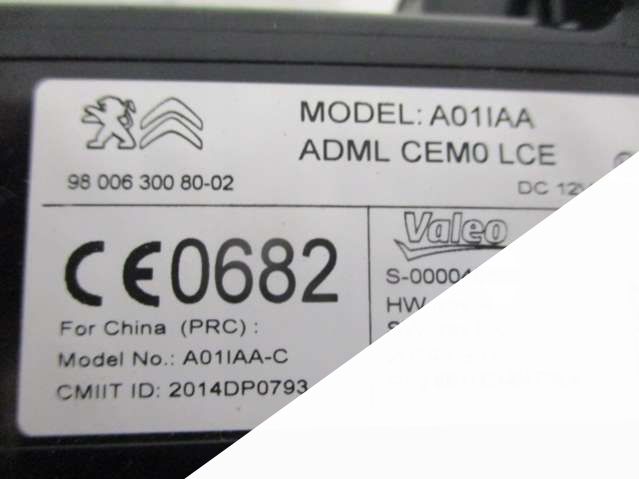 MODEL: A01IAA
ADML CEM0 LCE
98 006 300 80-02
DC 12V
CE0682
Valeo
For China (PRC) :
HW
Model No.: A01IAA-C
CMIIT ID: 2014DP0793